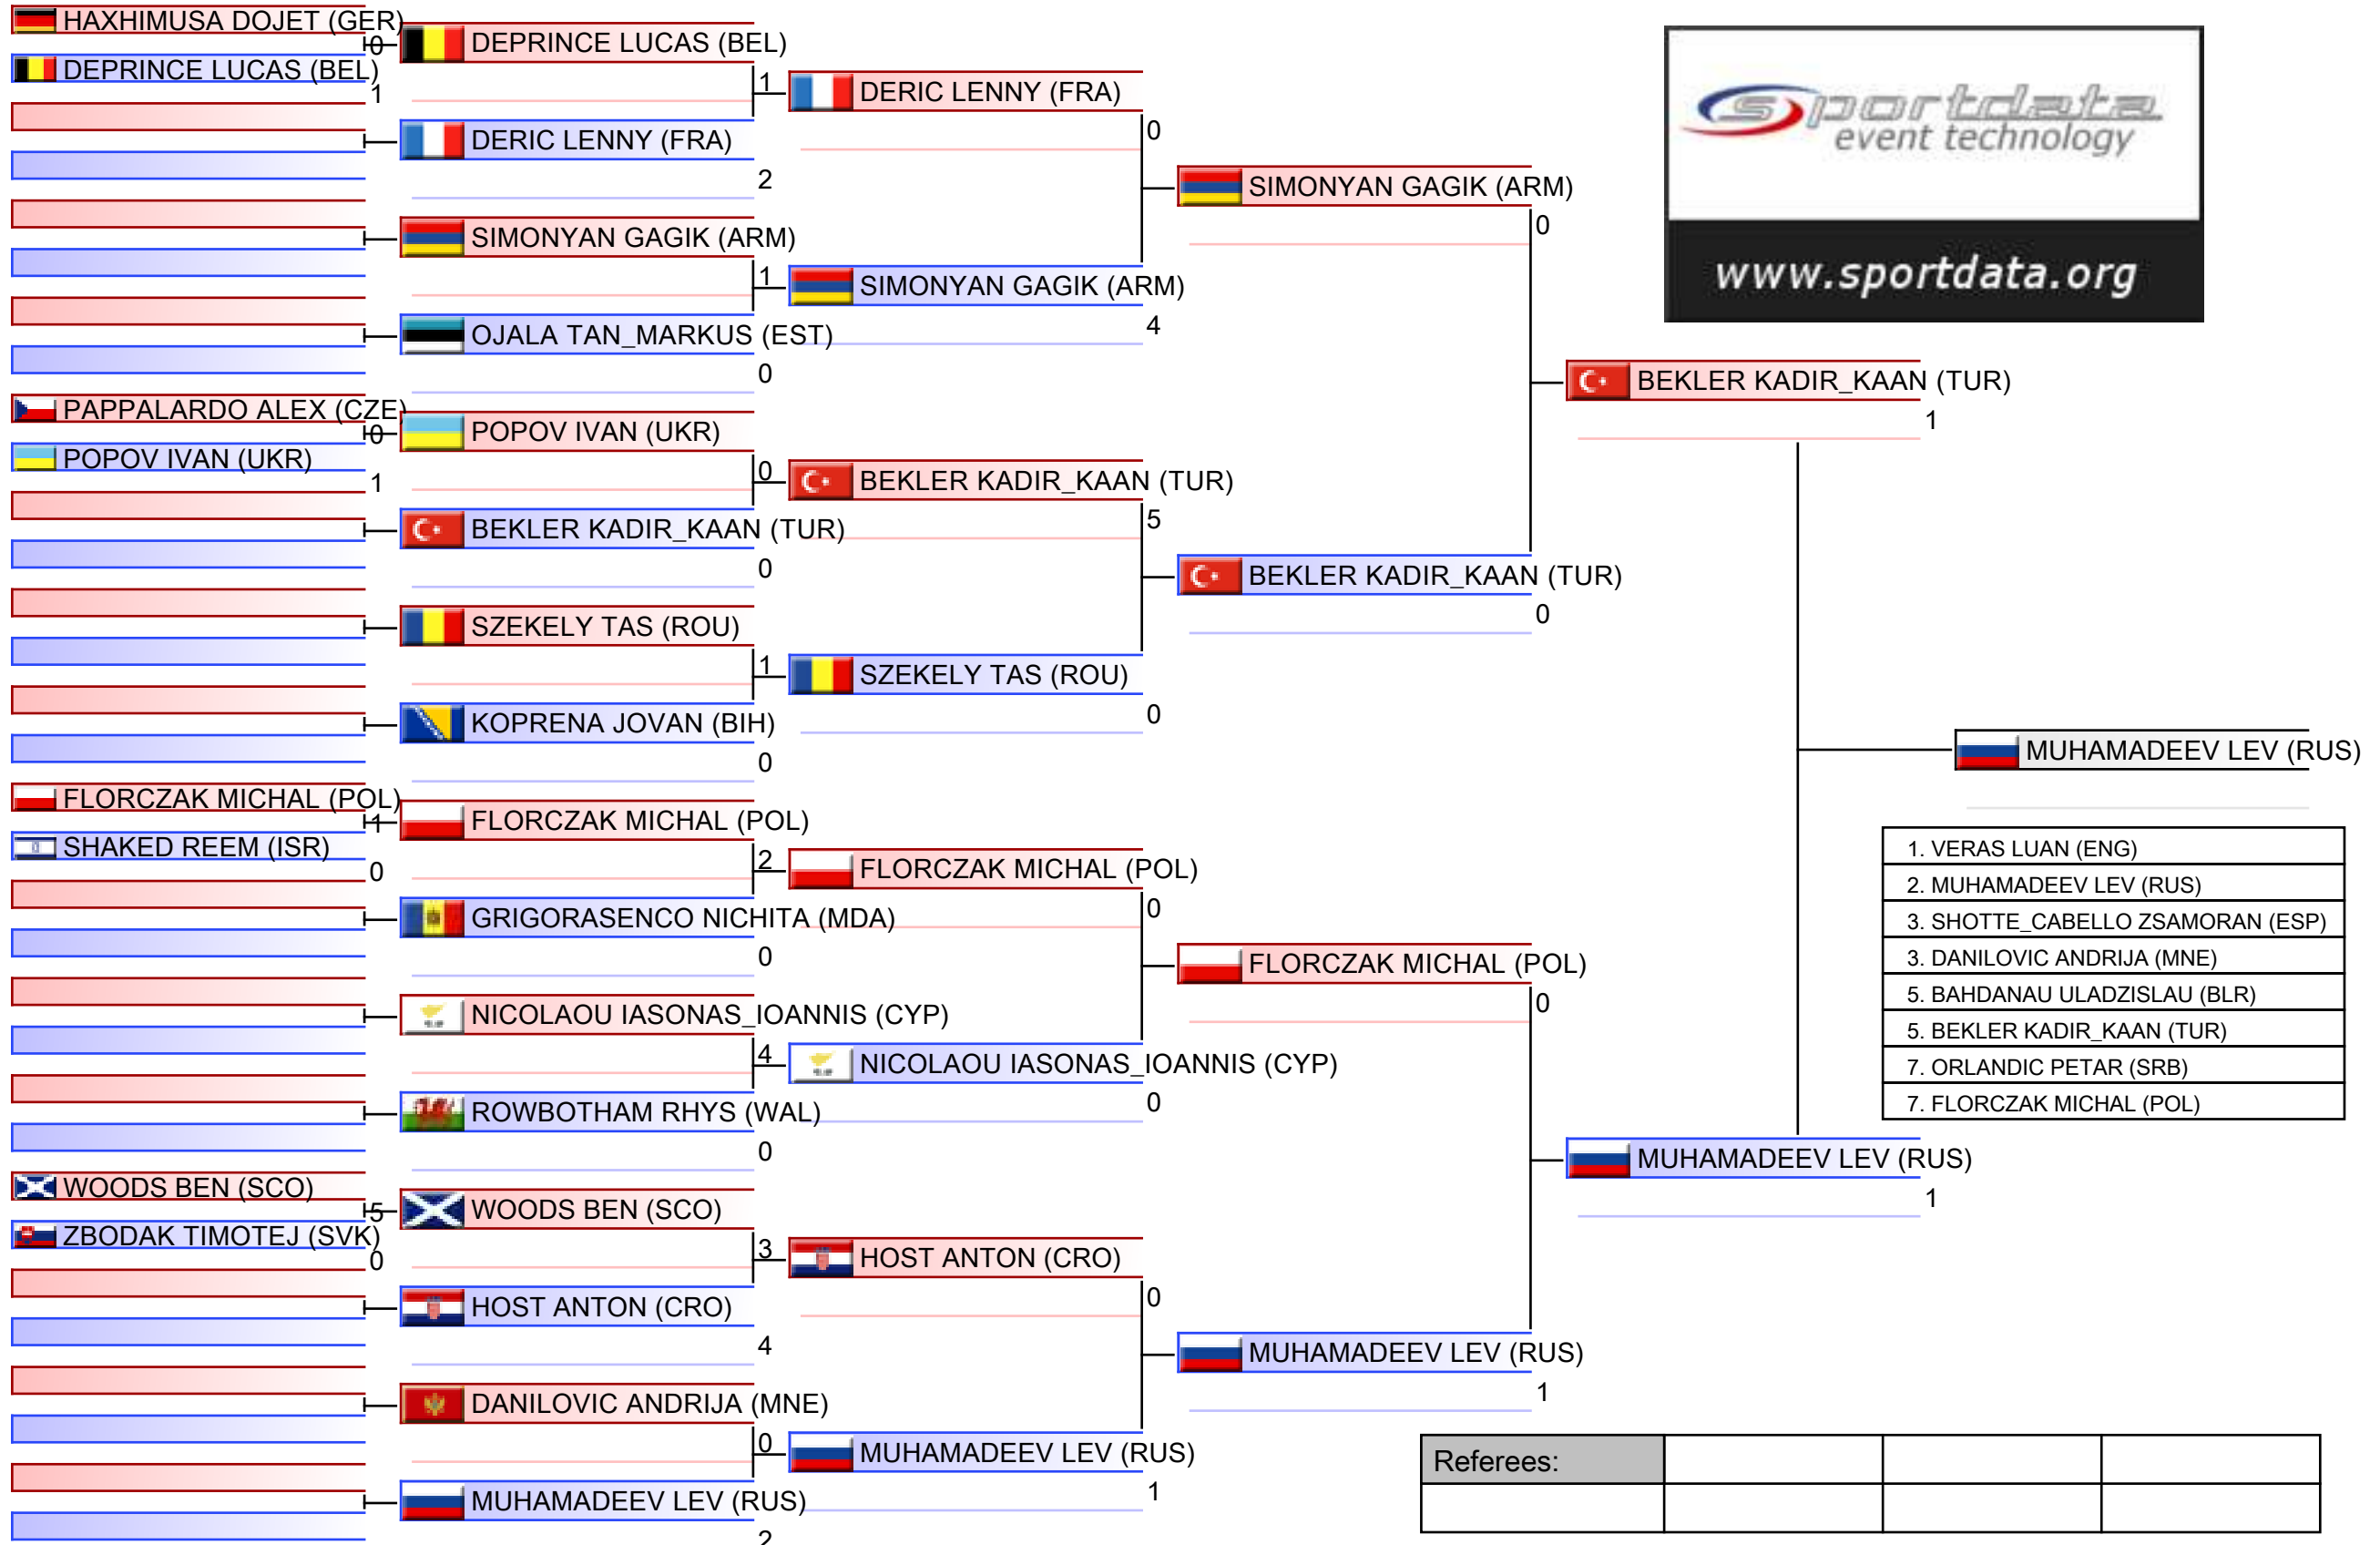 HAXHIMUSA DOJET (GER)
0
DEPRINCE LUCAS (BEL)
1
PAPPALARDO ALEX (CZE)
0
POPOV IVAN (UKR)
1
FLORCZAK MICHAL (POL)
1
SHAKED REEM (ISR)
0
WOODS BEN (SCO)
5
ZBODAK TIMOTEJ (SVK)
0
DEPRINCE LUCAS (BEL)
1
DERIC LENNY (FRA)
2
SIMONYAN GAGIK (ARM)
1
OJALA TAN_MARKUS (EST)
0
POPOV IVAN (UKR)
0
BEKLER KADIR_KAAN (TUR)
0
SZEKELY TAS (ROU)
1
KOPRENA JOVAN (BIH)
0
FLORCZAK MICHAL (POL)
2
GRIGORASENCO NICHITA (MDA)
0
NICOLAOU IASONAS_IOANNIS (CYP)
4
ROWBOTHAM RHYS (WAL)
0
WOODS BEN (SCO)
3
HOST ANTON (CRO)
4
DANILOVIC ANDRIJA (MNE)
0
MUHAMADEEV LEV (RUS)
2
DERIC LENNY (FRA)
0
SIMONYAN GAGIK (ARM)
4
BEKLER KADIR_KAAN (TUR)
5
SZEKELY TAS (ROU)
0
FLORCZAK MICHAL (POL)
0
NICOLAOU IASONAS_IOANNIS (CYP)
0
HOST ANTON (CRO)
0
MUHAMADEEV LEV (RUS)
1
SIMONYAN GAGIK (ARM)
0
BEKLER KADIR_KAAN (TUR)
0
FLORCZAK MICHAL (POL)
0
MUHAMADEEV LEV (RUS)
1
BEKLER KADIR_KAAN (TUR)
1
MUHAMADEEV LEV (RUS)
1
MUHAMADEEV LEV (RUS)
sportdata
event technology
www.sportdata.org
1. VERAS LUAN (ENG)
2. MUHAMADEEV LEV (RUS)
3. SHOTTE_CABELLO ZSAMORAN (ESP)
3. DANILOVIC ANDRIJA (MNE)
5. BAHDANAU ULADZISLAU (BLR)
5. BEKLER KADIR_KAAN (TUR)
7. ORLANDIC PETAR (SRB)
7. FLORCZAK MICHAL (POL)
Referees: